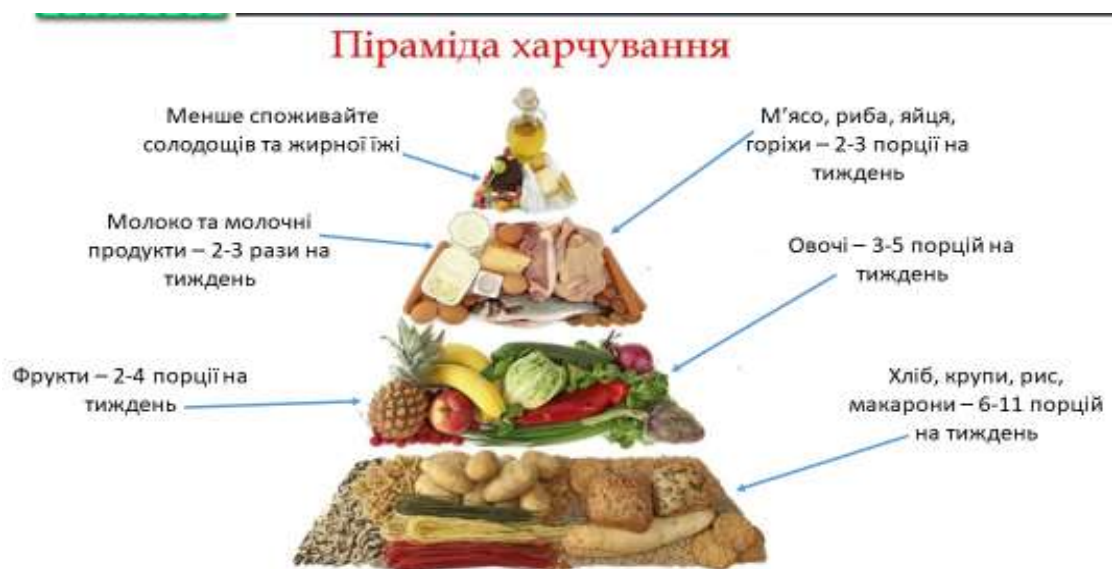 Піраміда харчування
Менше споживайте
солодощів та жирної їжі
М’ясо, риба, яйця,
горіхи – 2-3 порції на
тиждень
Молоко та молочні
продукти – 2-3 рази на
тиждень
Овочі – 3-5 порцій на
тиждень
Фрукти – 2-4 порції на
тиждень
Хліб, крупи, рис,
макарони – 6-11 порцій
на тиждень